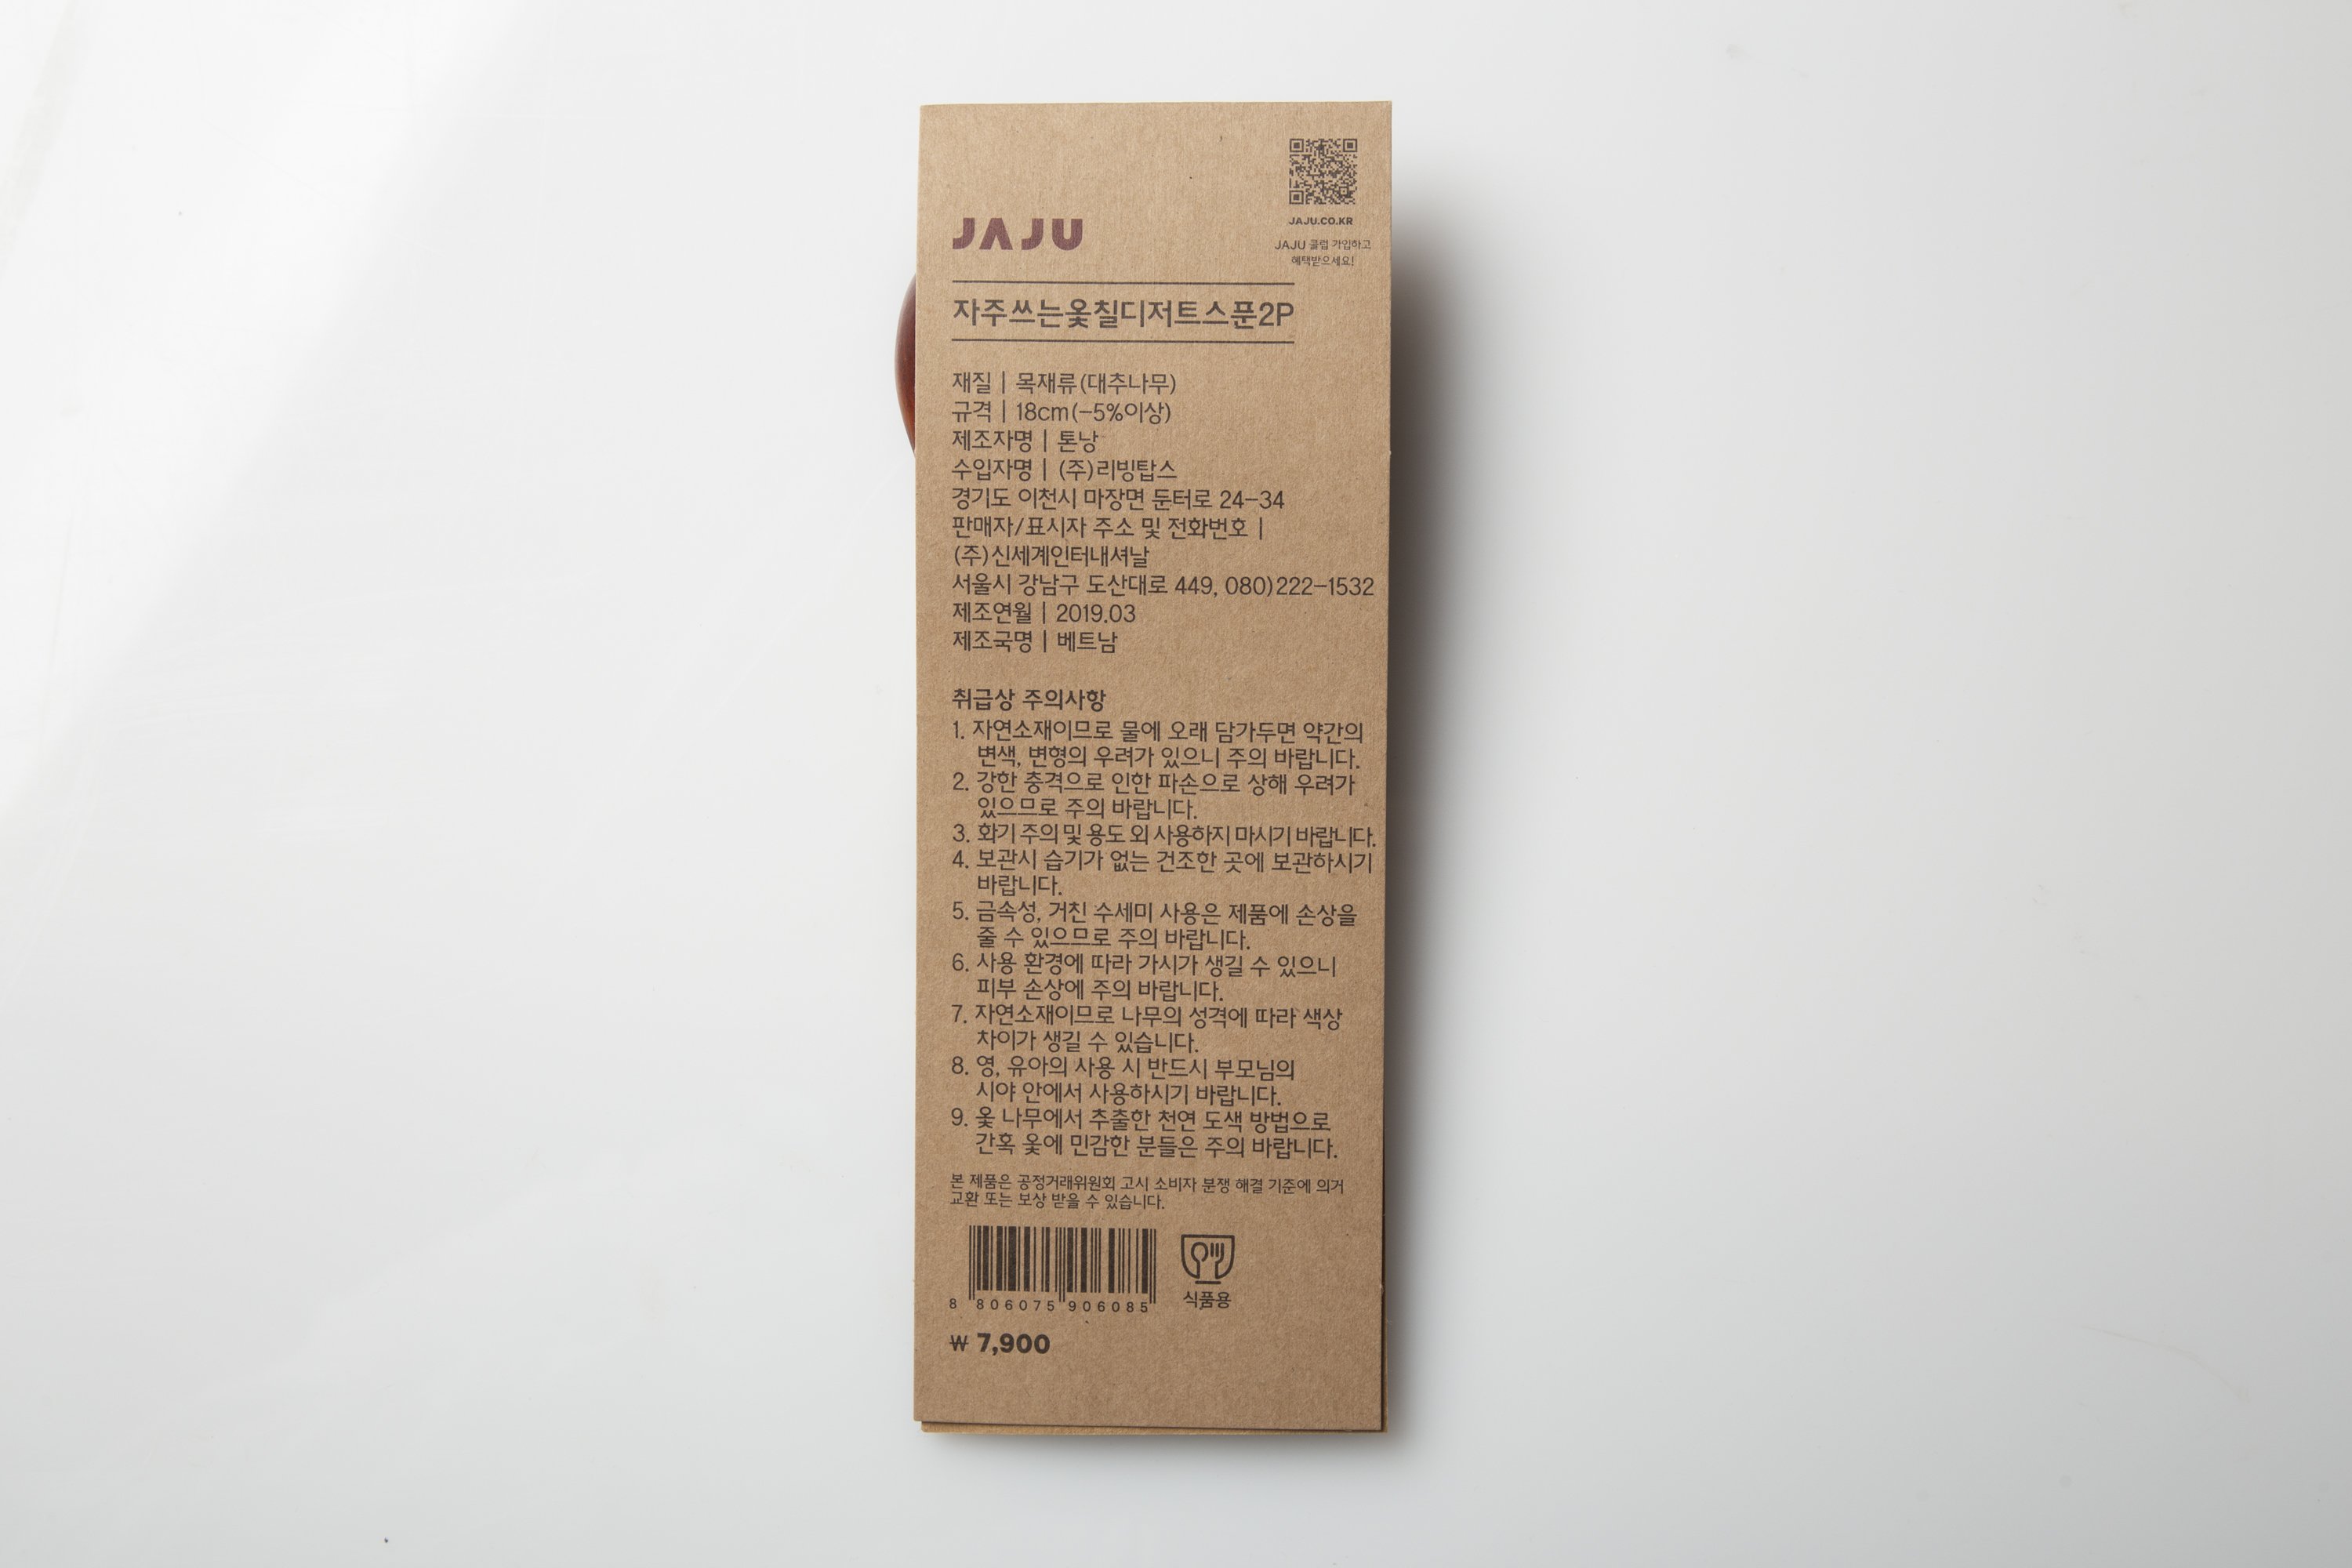 JAJU.CO.KR
JAJU 클럽 가입하고
혜택받으세요!
JAJU
자주쓰는옻칠디저트스푼2P
재질 | 목재류(대추나무)
규격 | 18cm(-5%이상)
제조자명 | 톤낭
수입자명 | (주)리빙탑스
경기도 이천시 마장면 둔터로 24-34
판매자/표시자 주소 및 전화번호 |
(주)신세계인터내셔날
서울시 강남구 도산대로 449, 080)222-1532
제조연월 | 2019.03
제조국명 | 베트남
취급상 주의사항
1. 자연소재이므로 물에 오래 담가두면 약간의
변색, 변형의 우려가 있으니 주의 바랍니다.
2. 강한 충격으로 인한 파손으로 상해 우려가
있으므로 주의 바랍니다.
3. 화기 주의 및 용도 외 사용하지 마시기 바랍니다.
4. 보관시 습기가 없는 건조한 곳에 보관하시기
바랍니다.
5. 금속성, 거친 수세미 사용은 제품에 손상을
줄 수 있으므로 주의 바랍니다.
6. 사용 환경에 따라 가시가 생길 수 있으니
피부 손상에 주의 바랍니다.
7. 자연소재이므로 나무의 성격에 따라 색상
차이가 생길 수 있습니다.
8. 영, 유아의 사용 시 반드시 부모님의
시야 안에서 사용하시기 바랍니다.
9. 옻 나무에서 추출한 천연 도색 방법으로
간혹 옻에 민감한 분들은 주의 바랍니다.
본 제품은 공정거래위원회 고시 소비자 분쟁 해결 기준에 의거
교환 또는 보상 받을 수 있습니다.
8 806075 906085
식품용
₩ 7,900